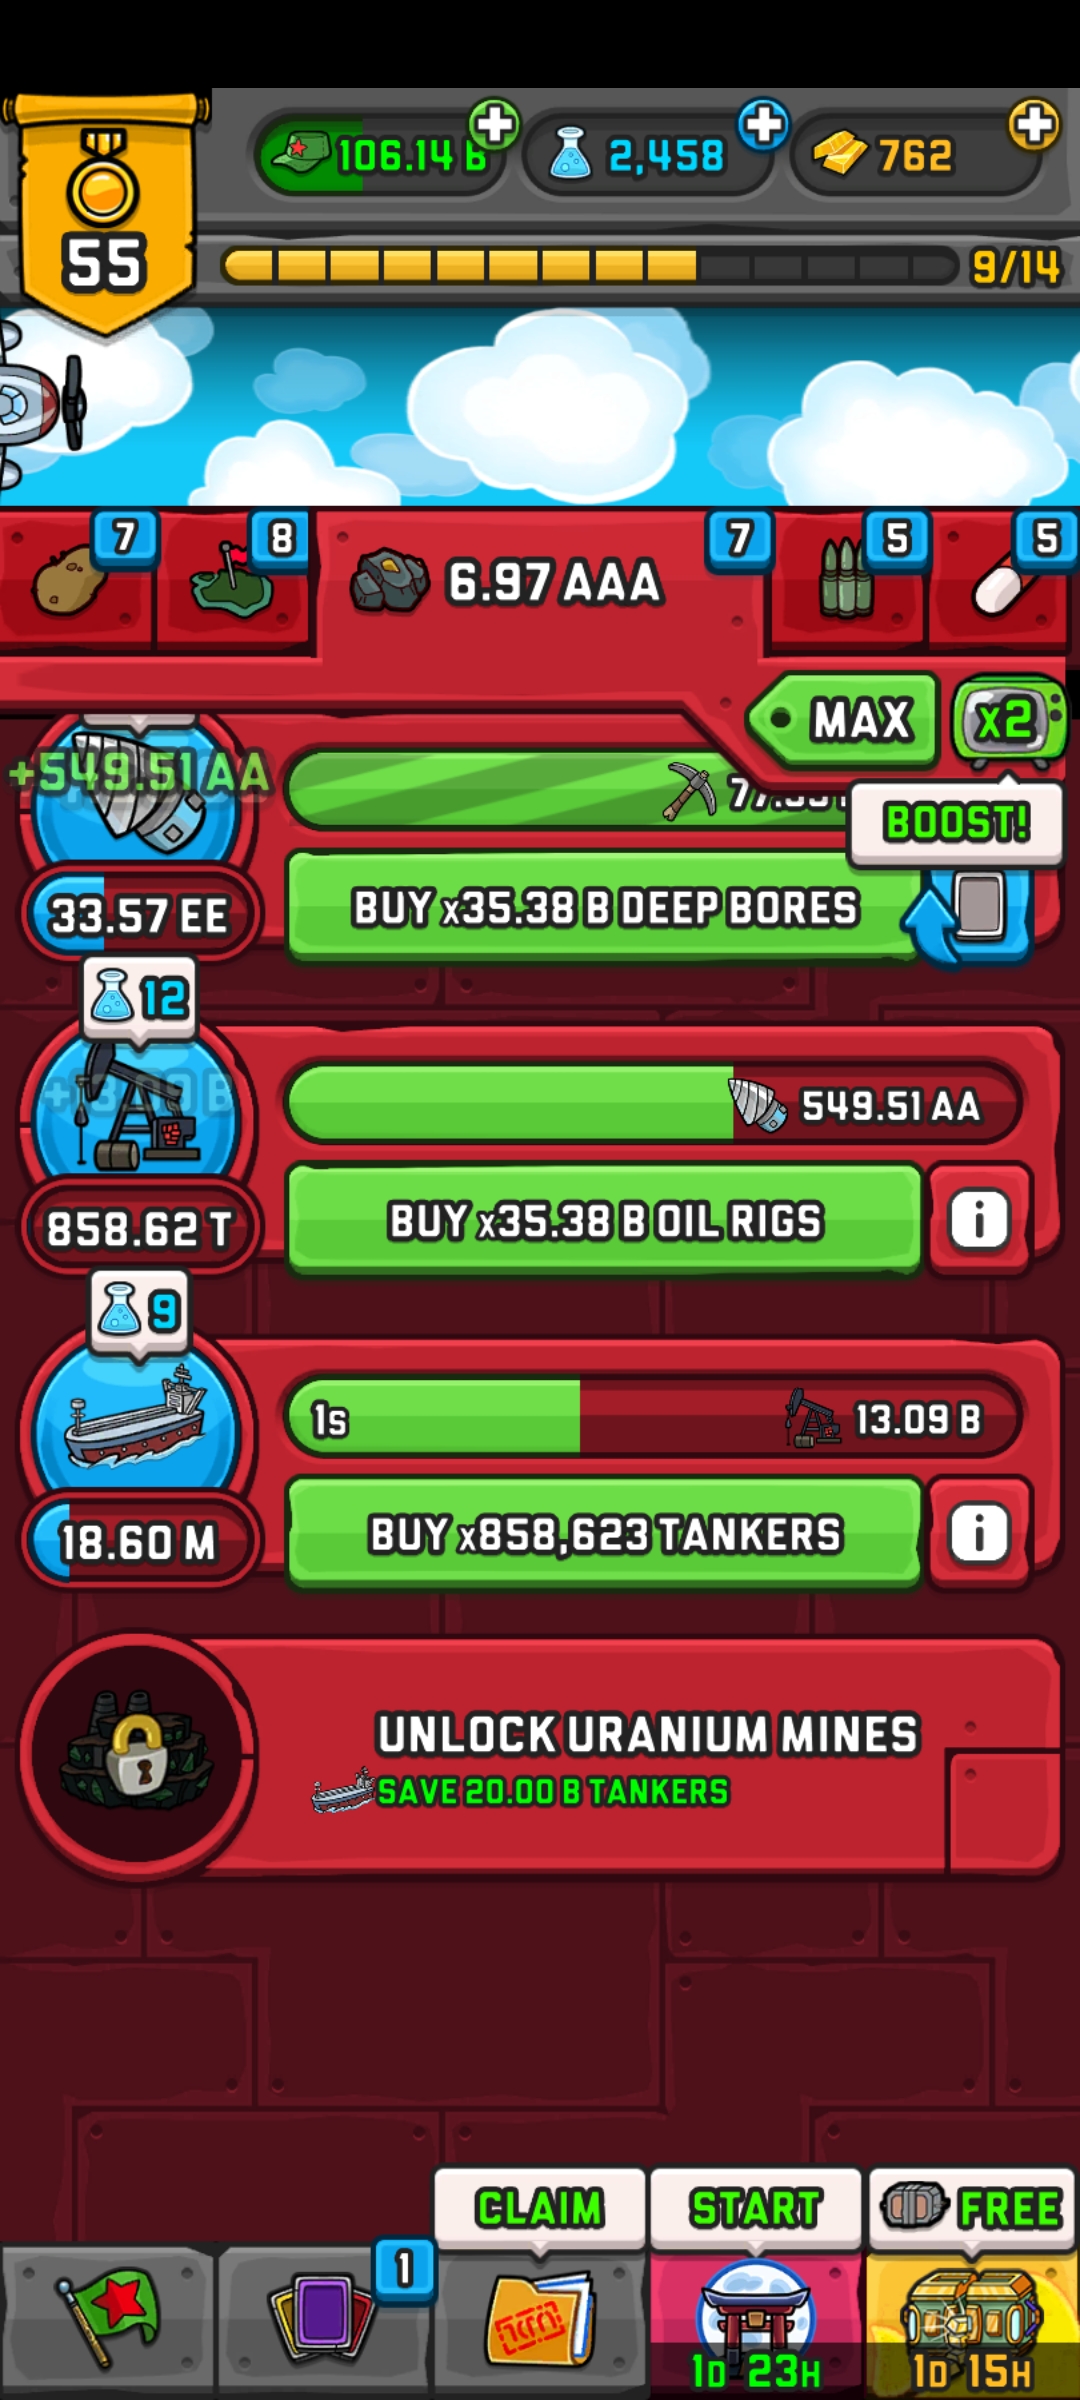 106.14 B
2,458
762
55
9/14
7
8
6.97 AAA
7
5
5
MAX
x2
+549.51 AA
BOOST!
33.57 EE
BUY x35.38 B DEEP BORES
12
+13.09 B
549.51 AA
858.62 T
BUY x35.38 B OIL RIGS
i
9
1s
13.09 B
18.60 M
BUY x858,623 TANKERS
i
UNLOCK URANIUM MINES
SAVE 20.00 B TANKERS
CLAIM
START
FREE
1
1D 23H
1D 15H